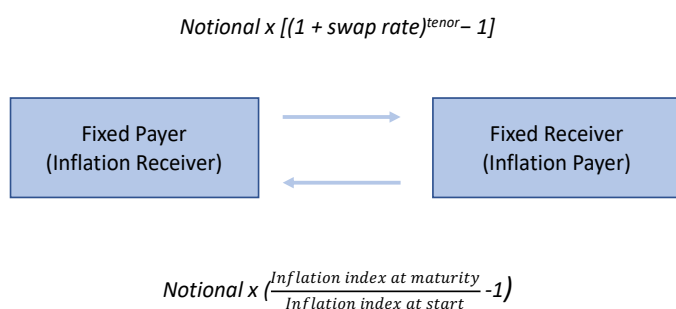 Notional x [(1 + swap rate)^tenor − 1]
Fixed Payer
(Inflation Receiver)
Fixed Receiver
(Inflation Payer)
Notional x (Inflation index at maturity / Inflation index at start -1)